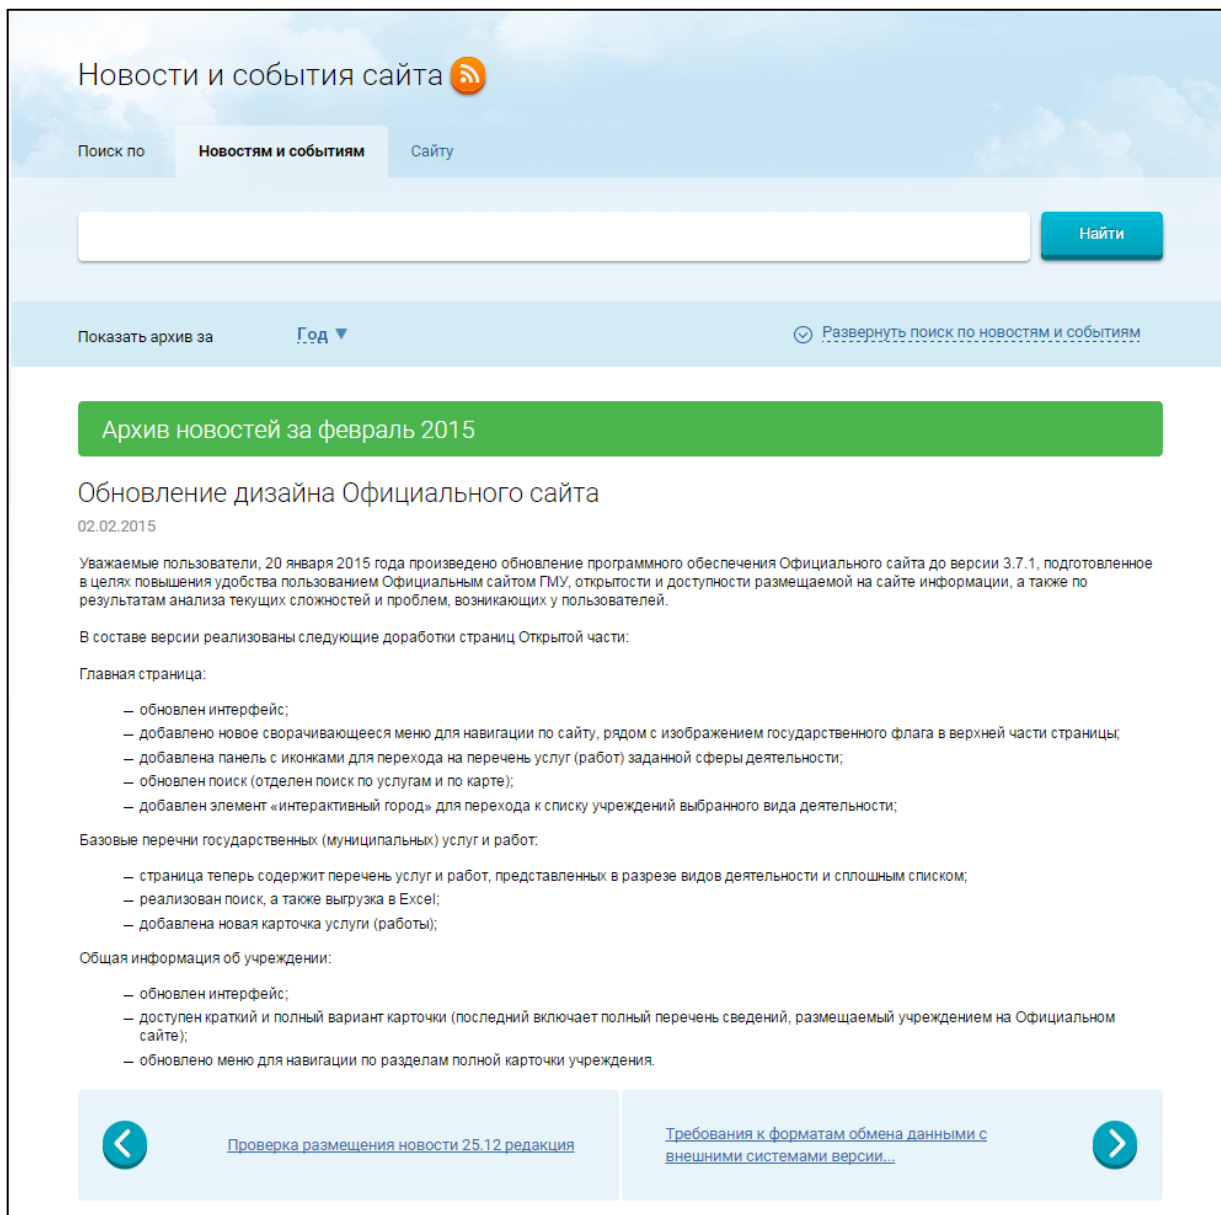 Новости и события сайта
Поиск по Новостям и событиям Сайту
Найти
Показать архив за Год ▼ Развернуть поиск по новостям и событиям
Архив новостей за февраль 2015
Обновление дизайна Официального сайта
02.02.2015
Уважаемые пользователи, 20 января 2015 года произведено обновление программного обеспечения Официального сайта до версии 3.7.1, подготовленное
в целях повышения удобства пользованием Официальным сайтом ГМУ, открытости и доступности размещаемой на сайте информации, а также по
результатам анализа текущих сложностей и проблем, возникающих у пользователей.
В составе версии реализованы следующие доработки страниц Открытой части:
Главная страница:
— обновлен интерфейс;
— добавлено новое сворачивающееся меню для навигации по сайту, рядом с изображением государственного флага в верхней части страницы;
— добавлена панель с иконками для перехода на перечень услуг (работ) заданной сферы деятельности;
— обновлен поиск (отделен поиск по услугам и по карте);
— добавлен элемент «интерактивный город» для перехода к списку учреждений выбранного вида деятельности;
Базовые перечни государственных (муниципальных) услуг и работ:
— страница теперь содержит перечень услуг и работ, представленных в разрезе видов деятельности и сплошным списком;
— реализован поиск, а также выгрузка в Excel;
— добавлена новая карточка услуги (работы);
Общая информация об учреждении:
— обновлен интерфейс;
— доступен краткий и полный вариант карточки (последний включает полный перечень сведений, размещаемый учреждением на Официальном
сайте);
— обновлено меню для навигации по разделам полной карточки учреждения.
Проверка размещения новости 25.12 редакция
Требования к форматам обмена данными с
внешними системами версии...